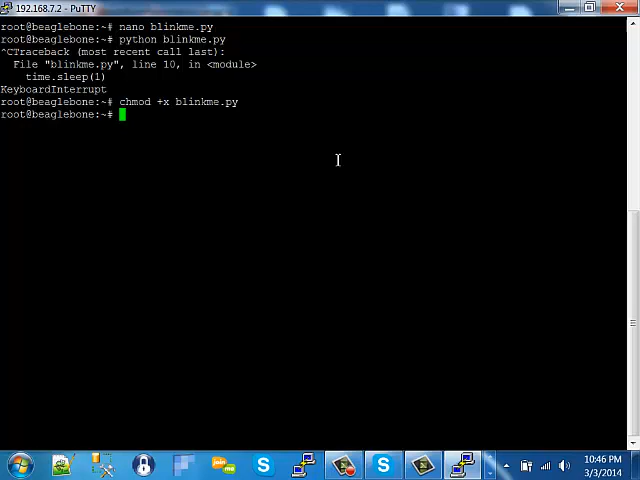 192.168.7.2 - PuTTY
root@beaglebone:~# nano blinkme.py
root@beaglebone:~# python blinkme.py
^CTraceback (most recent call last):
  File "blinkme.py", line 10, in <module>
    time.sleep(1)
KeyboardInterrupt
root@beaglebone:~# chmod +x blinkme.py
root@beaglebone:~#
10:46 PM
3/3/2014